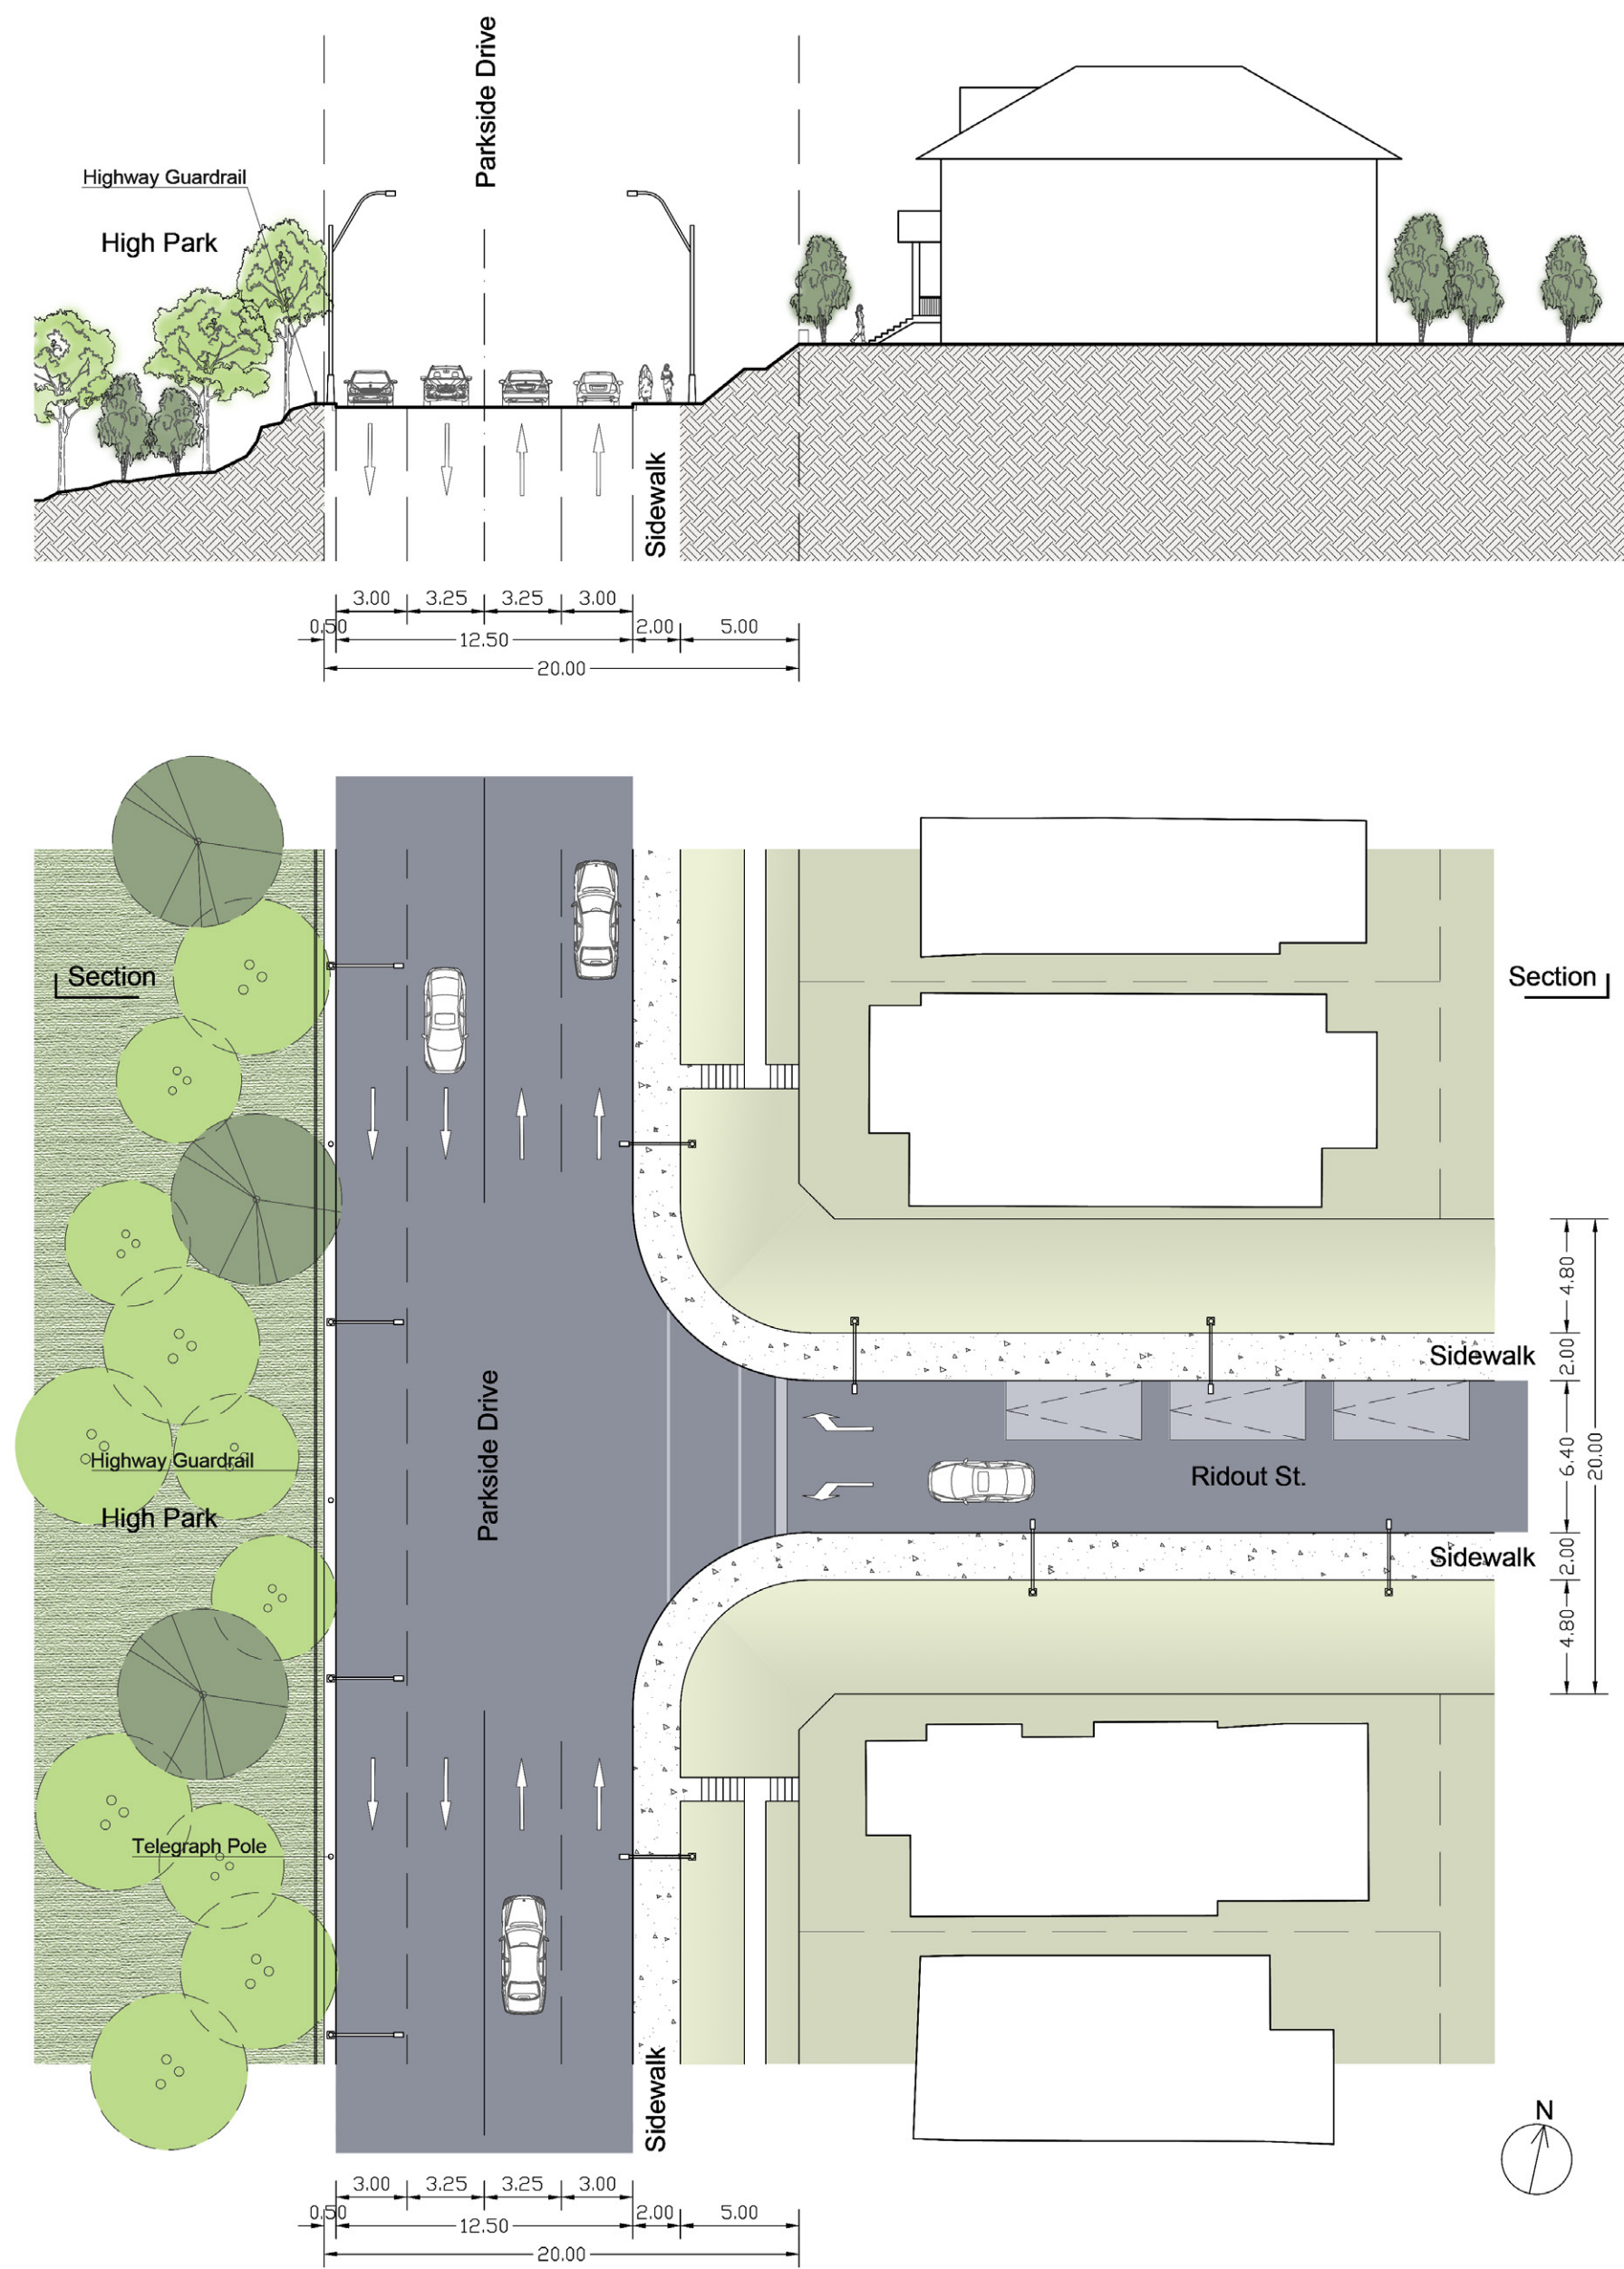 Parkside Drive
Highway Guardrail
High Park
Sidewalk
3.00 3.25 3.25 3.00
0.50 12.50 2.00 5.00
20.00
Section
Section
4.80
Sidewalk
2.00
Parkside Drive
Highway Guardrail
High Park
Ridout St.
6.40
20.00
Sidewalk
2.00
4.80
Telegraph Pole
Sidewalk
N
3.00 3.25 3.25 3.00
0.50 12.50 2.00 5.00
20.00